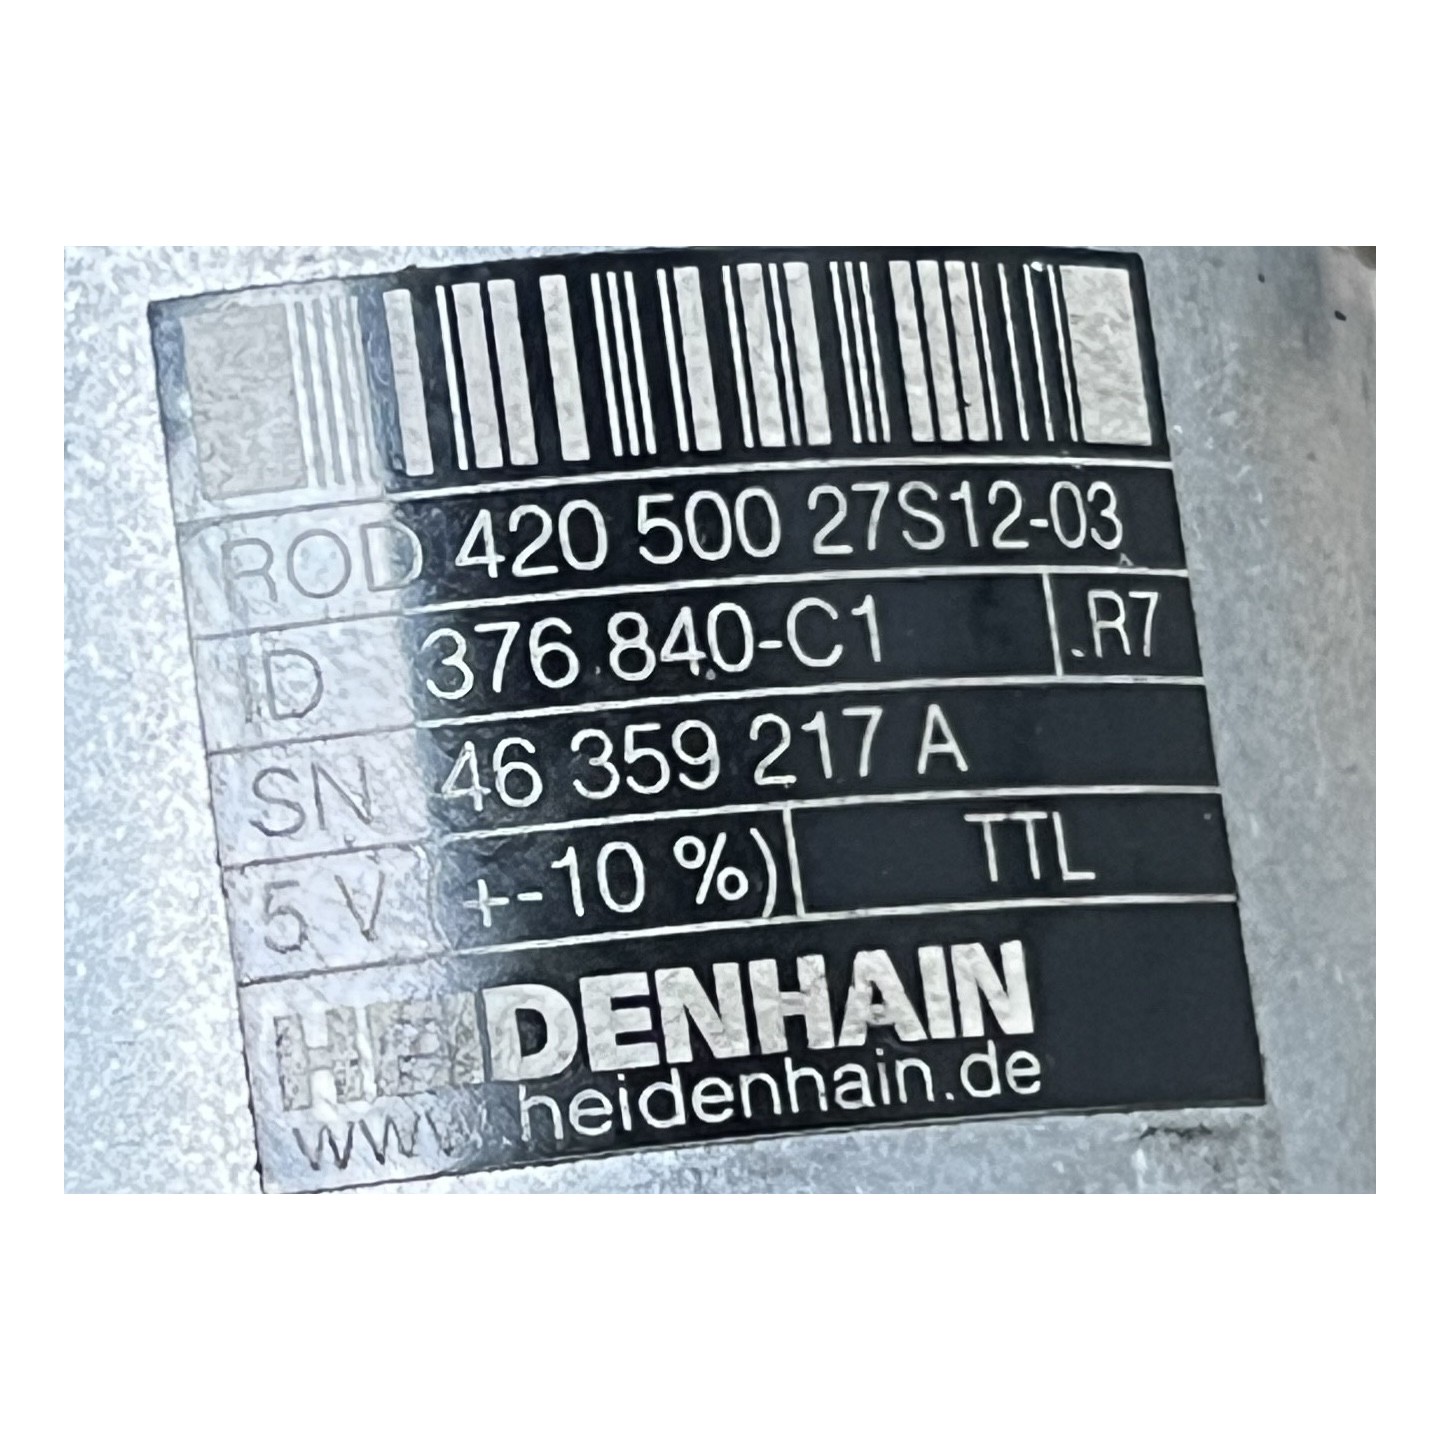 ROD 420 500 27S12-03
ID 376 840-C1 .R7
SN 46 359 217 A
5 V (+-10 %) TTL
HEIDENHAIN
www.heidenhain.de